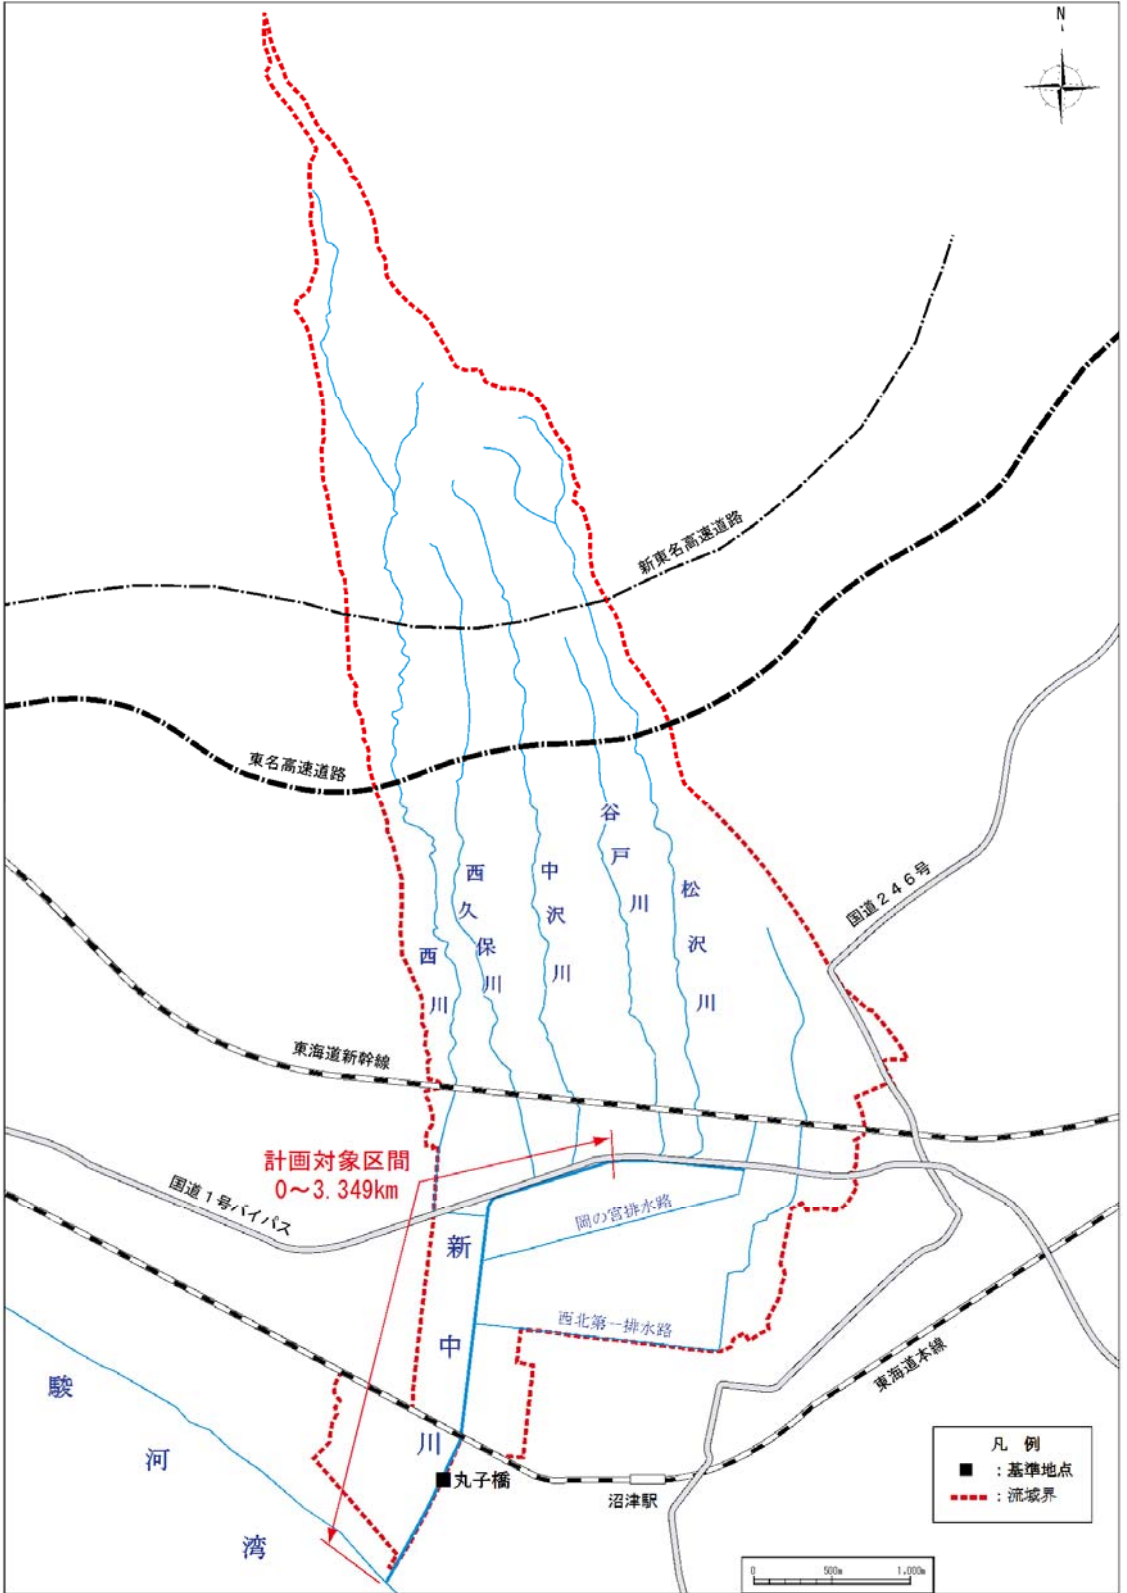 N
新東名高速道路
東名高速道路
国道246号
谷戸川
西久保川
中沢川
松沢川
西川
東海道新幹線
計画対象区間
0～3.349km
国道1号バイパス
岡の宮排水路
新中川
西北第一排水路
東海道本線
駿河湾
丸子橋
沼津駅
凡 例
：基準地点
：流域界
0 500m 1,000m